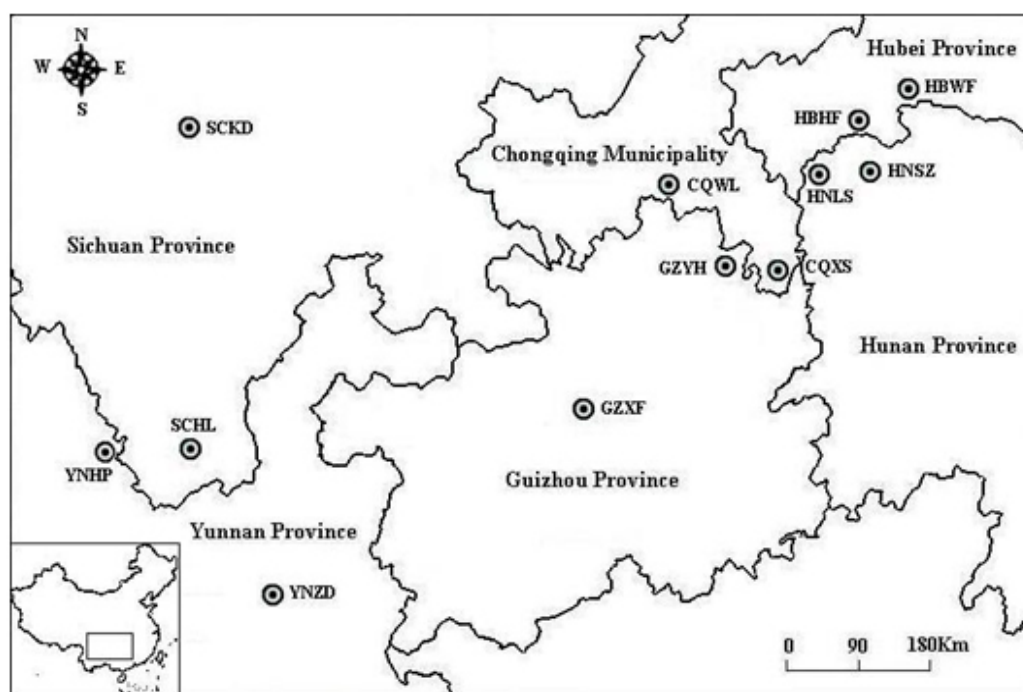 N
W E
S
Hubei Province
HBWF
SCKD
HBHF
Chongqing Municipality
HNSZ
CQWL
HNLS
Sichuan Province
GZYH
CQXS
Hunan Province
GZXF
SCHL
YNHP
Guizhou Province
Yunnan Province
YNZD
0 90 180Km